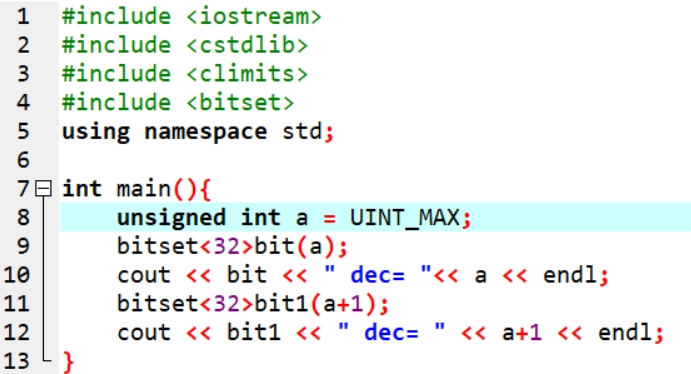 1 #include <iostream>
2 #include <cstdlib>
3 #include <climits>
4 #include <bitset>
5 using namespace std;
6
7 int main(){
8 unsigned int a = UINT_MAX;
9 bitset<32>bit(a);
10 cout << bit << " dec= "<< a << endl;
11 bitset<32>bit1(a+1);
12 cout << bit1 << " dec= " << a+1 << endl;
13 }